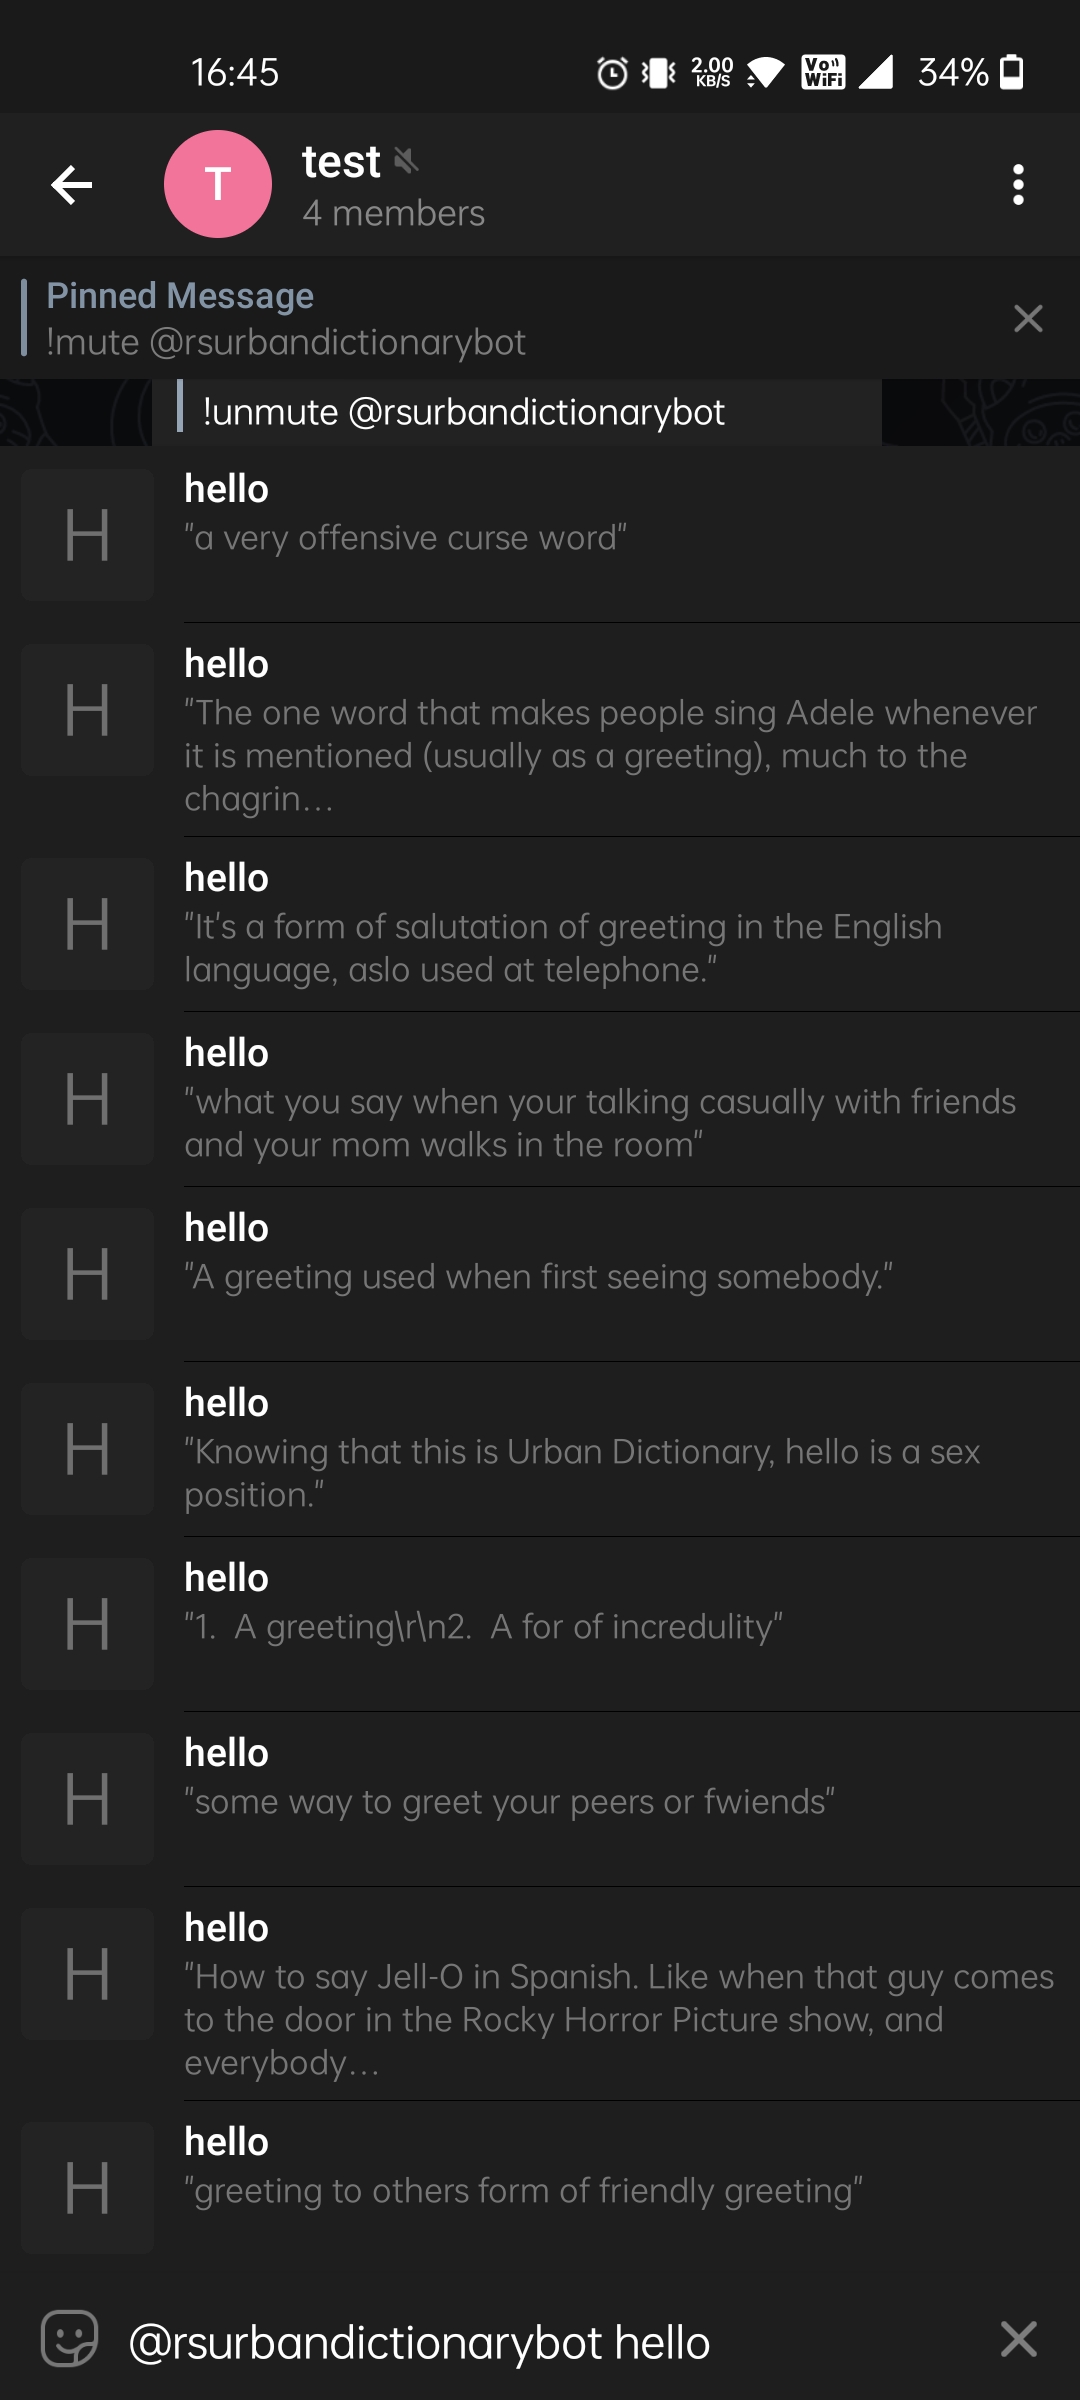 16:45
2.00
KB/S
Vo
WiFi
34%
T
test
4 members
Pinned Message
!mute @rsurbandictionarybot
!unmute @rsurbandictionarybot
H
hello
"a very offensive curse word"
H
hello
"The one word that makes people sing Adele whenever
it is mentioned (usually as a greeting), much to the
chagrin…
H
hello
"It's a form of salutation of greeting in the English
language, aslo used at telephone."
H
hello
"what you say when your talking casually with friends
and your mom walks in the room"
H
hello
"A greeting used when first seeing somebody."
H
hello
"Knowing that this is Urban Dictionary, hello is a sex
position."
H
hello
"1.  A greeting\r\n2.  A for of incredulity"
H
hello
"some way to greet your peers or fwiends"
H
hello
"How to say Jell-O in Spanish. Like when that guy comes
to the door in the Rocky Horror Picture show, and
everybody…
H
hello
"greeting to others form of friendly greeting"
@rsurbandictionarybot hello